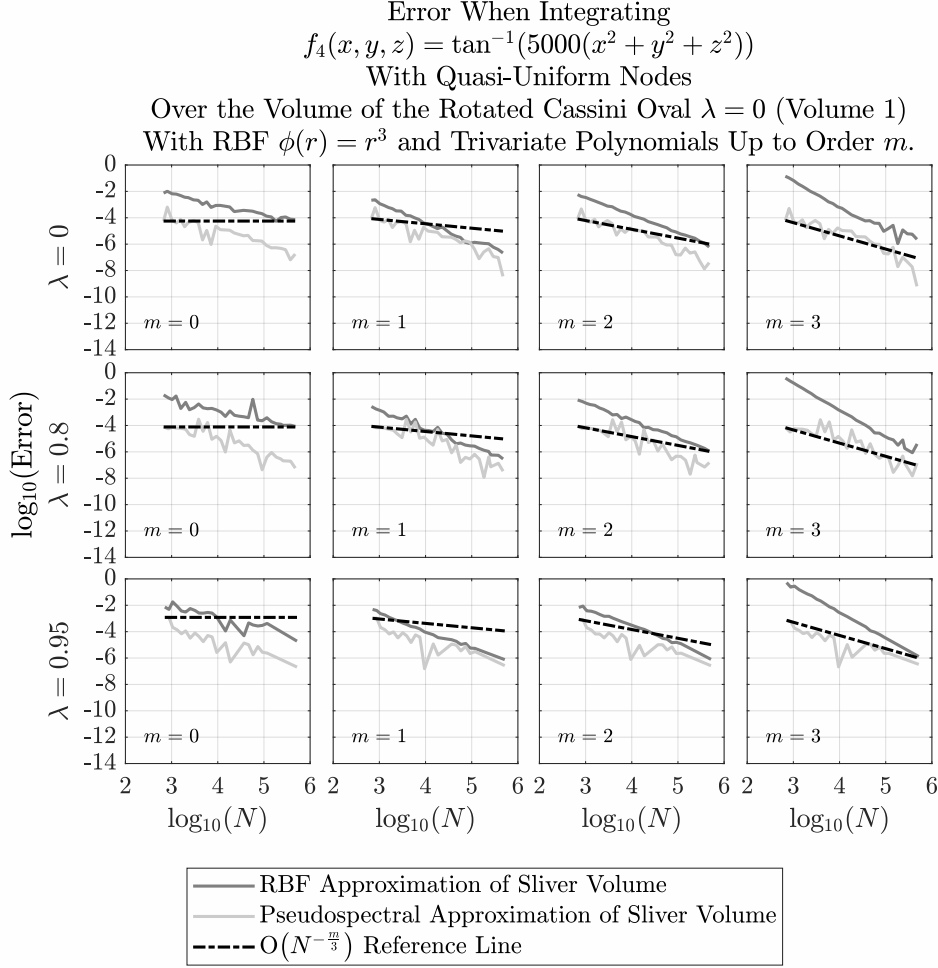 Error When Integrating
f₄(x, y, z) = tan⁻¹(5000(x² + y² + z²))
With Quasi-Uniform Nodes
Over the Volume of the Rotated Cassini Oval λ = 0 (Volume 1)
With RBF ϕ(r) = r³ and Trivariate Polynomials Up to Order m.
log₁₀(Error)
λ = 0
0
-2
-4
-6
-8
-10
-12
-14
m = 0
m = 1
m = 2
m = 3
λ = 0.8
0
-2
-4
-6
-8
-10
-12
-14
m = 0
m = 1
m = 2
m = 3
λ = 0.95
0
-2
-4
-6
-8
-10
-12
-14
m = 0
m = 1
m = 2
m = 3
2 3 4 5 6 2 3 4 5 6 2 3 4 5 6 2 3 4 5 6
log₁₀(N) log₁₀(N) log₁₀(N) log₁₀(N)
RBF Approximation of Sliver Volume
Pseudospectral Approximation of Sliver Volume
O(N^{-m/3}) Reference Line